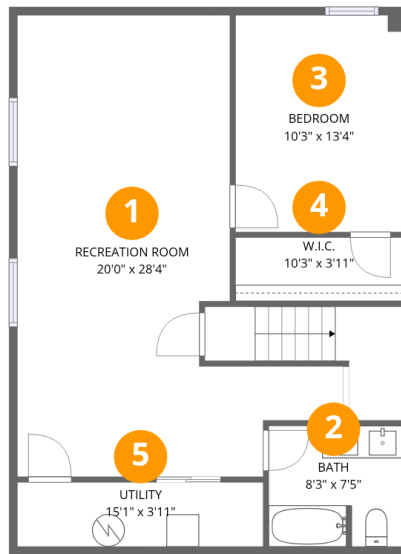 3
BEDROOM
10'3" x 13'4"
1
RECREATION ROOM
20'0" x 28'4"
4
W.I.C.
10'3" x 3'11"
2
BATH
8'3" x 7'5"
5
UTILITY
15'1" x 3'11"